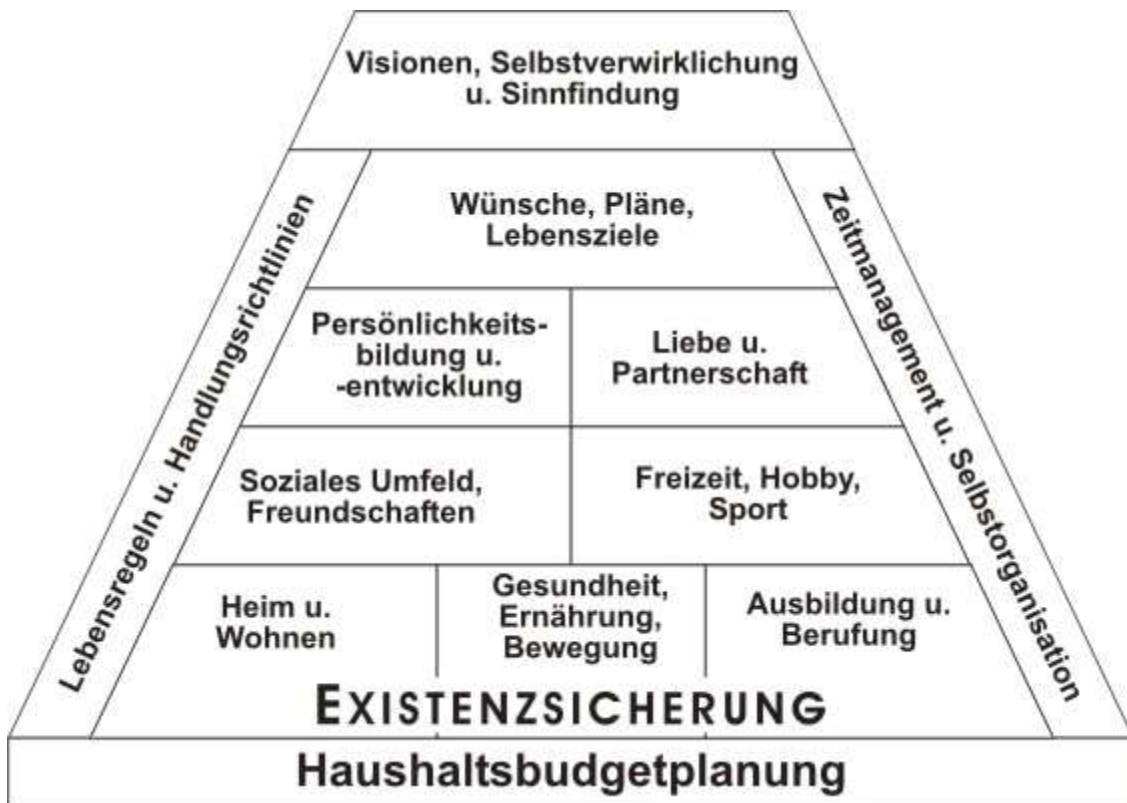 Visionen, Selbstverwirklichung
u. Sinnfindung
Wünsche, Pläne,
Lebensziele
Lebensregeln u. Handlungsrichtlinien
Zeitmanagement u. Selbstorganisation
Persönlichkeits-
bildung u.
-entwicklung
Liebe u.
Partnerschaft
Soziales Umfeld,
Freundschaften
Freizeit, Hobby,
Sport
Heim u.
Wohnen
Gesundheit,
Ernährung,
Bewegung
Ausbildung u.
Berufung
EXISTENZSICHERUNG
Haushaltsbudgetplanung